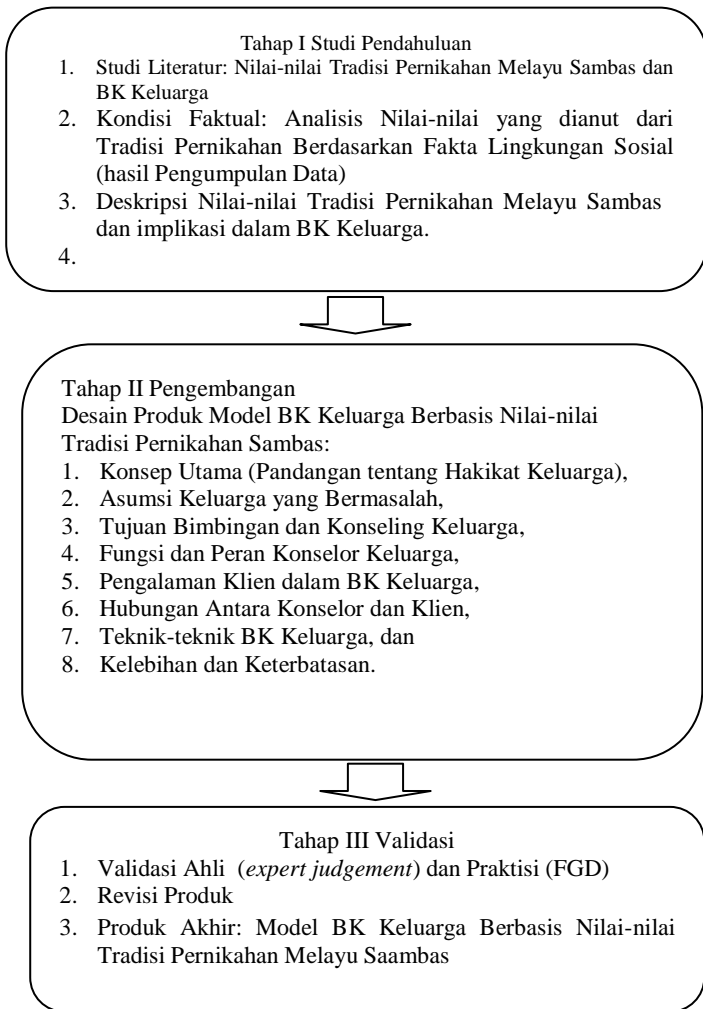 Tahap I Studi Pendahuluan
1. Studi Literatur: Nilai-nilai Tradisi Pernikahan Melayu Sambas dan
BK Keluarga
2. Kondisi Faktual: Analisis Nilai-nilai yang dianut dari
Tradisi Pernikahan Berdasarkan Fakta Lingkungan Sosial
(hasil Pengumpulan Data)
3. Deskripsi Nilai-nilai Tradisi Pernikahan Melayu Sambas
dan implikasi dalam BK Keluarga.
4.
Tahap II Pengembangan
Desain Produk Model BK Keluarga Berbasis Nilai-nilai
Tradisi Pernikahan Sambas:
1. Konsep Utama (Pandangan tentang Hakikat Keluarga),
2. Asumsi Keluarga yang Bermasalah,
3. Tujuan Bimbingan dan Konseling Keluarga,
4. Fungsi dan Peran Konselor Keluarga,
5. Pengalaman Klien dalam BK Keluarga,
6. Hubungan Antara Konselor dan Klien,
7. Teknik-teknik BK Keluarga, dan
8. Kelebihan dan Keterbatasan.
Tahap III Validasi
1. Validasi Ahli (expert judgement) dan Praktisi (FGD)
2. Revisi Produk
3. Produk Akhir: Model BK Keluarga Berbasis Nilai-nilai
Tradisi Pernikahan Melayu Saambas